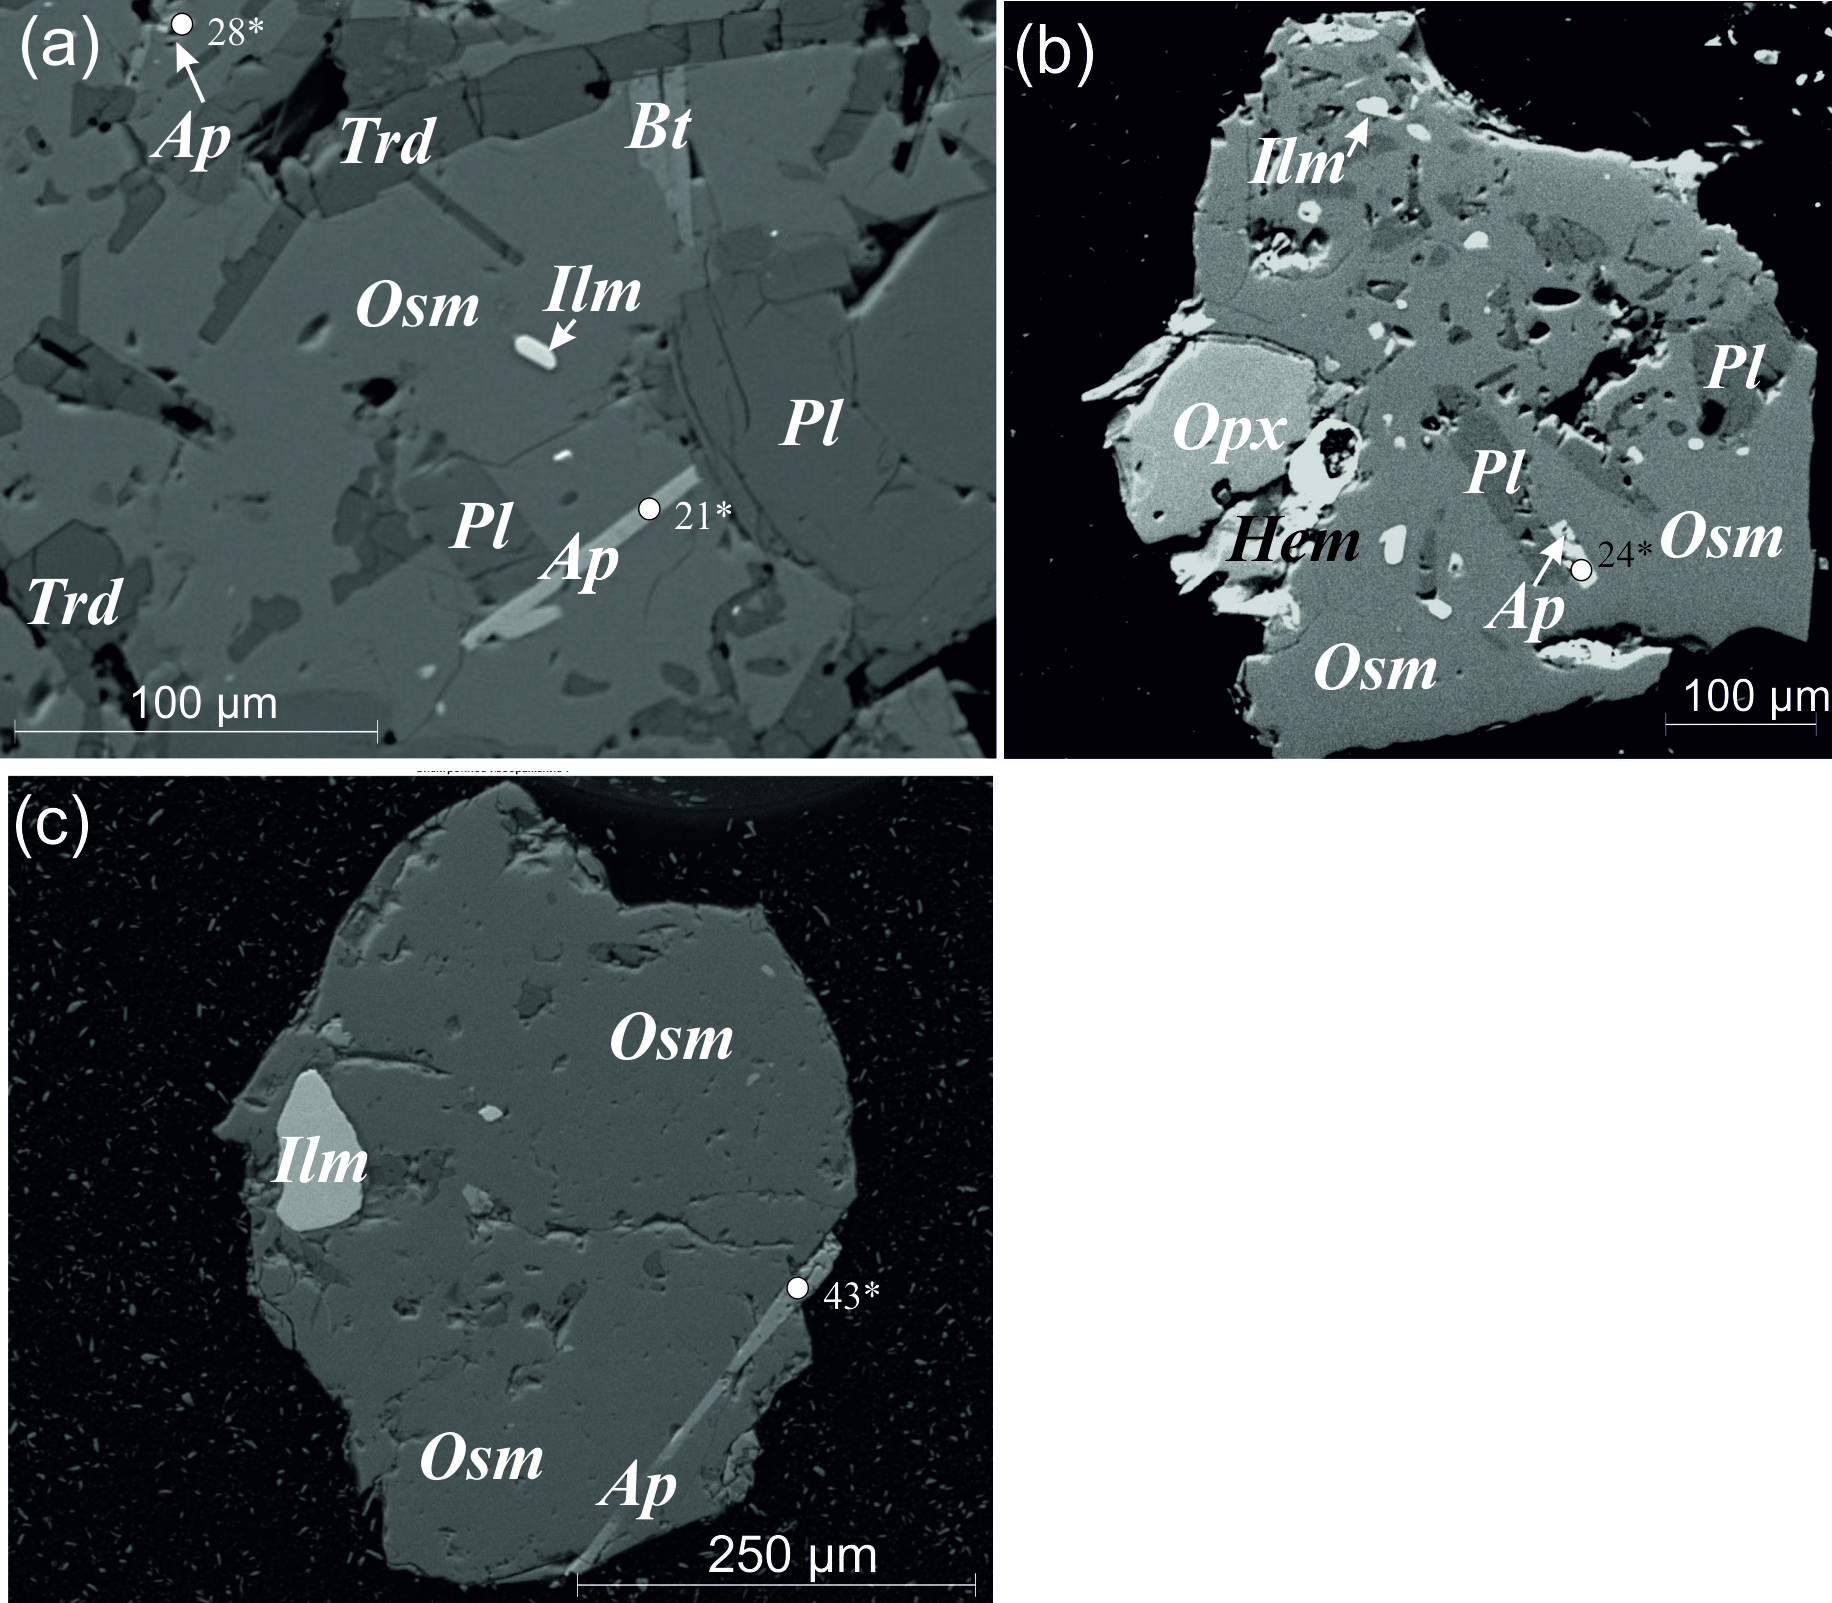 (a)
28*
Ap
Trd
Bt
Osm
Ilm
Pl
Pl
21*
Ap
Trd
100 µm
(b)
Ilm
Pl
Opx
Pl
Hem
24*
Osm
Ap
Osm
100 µm
(c)
Osm
Ilm
43*
Osm
Ap
250 µm